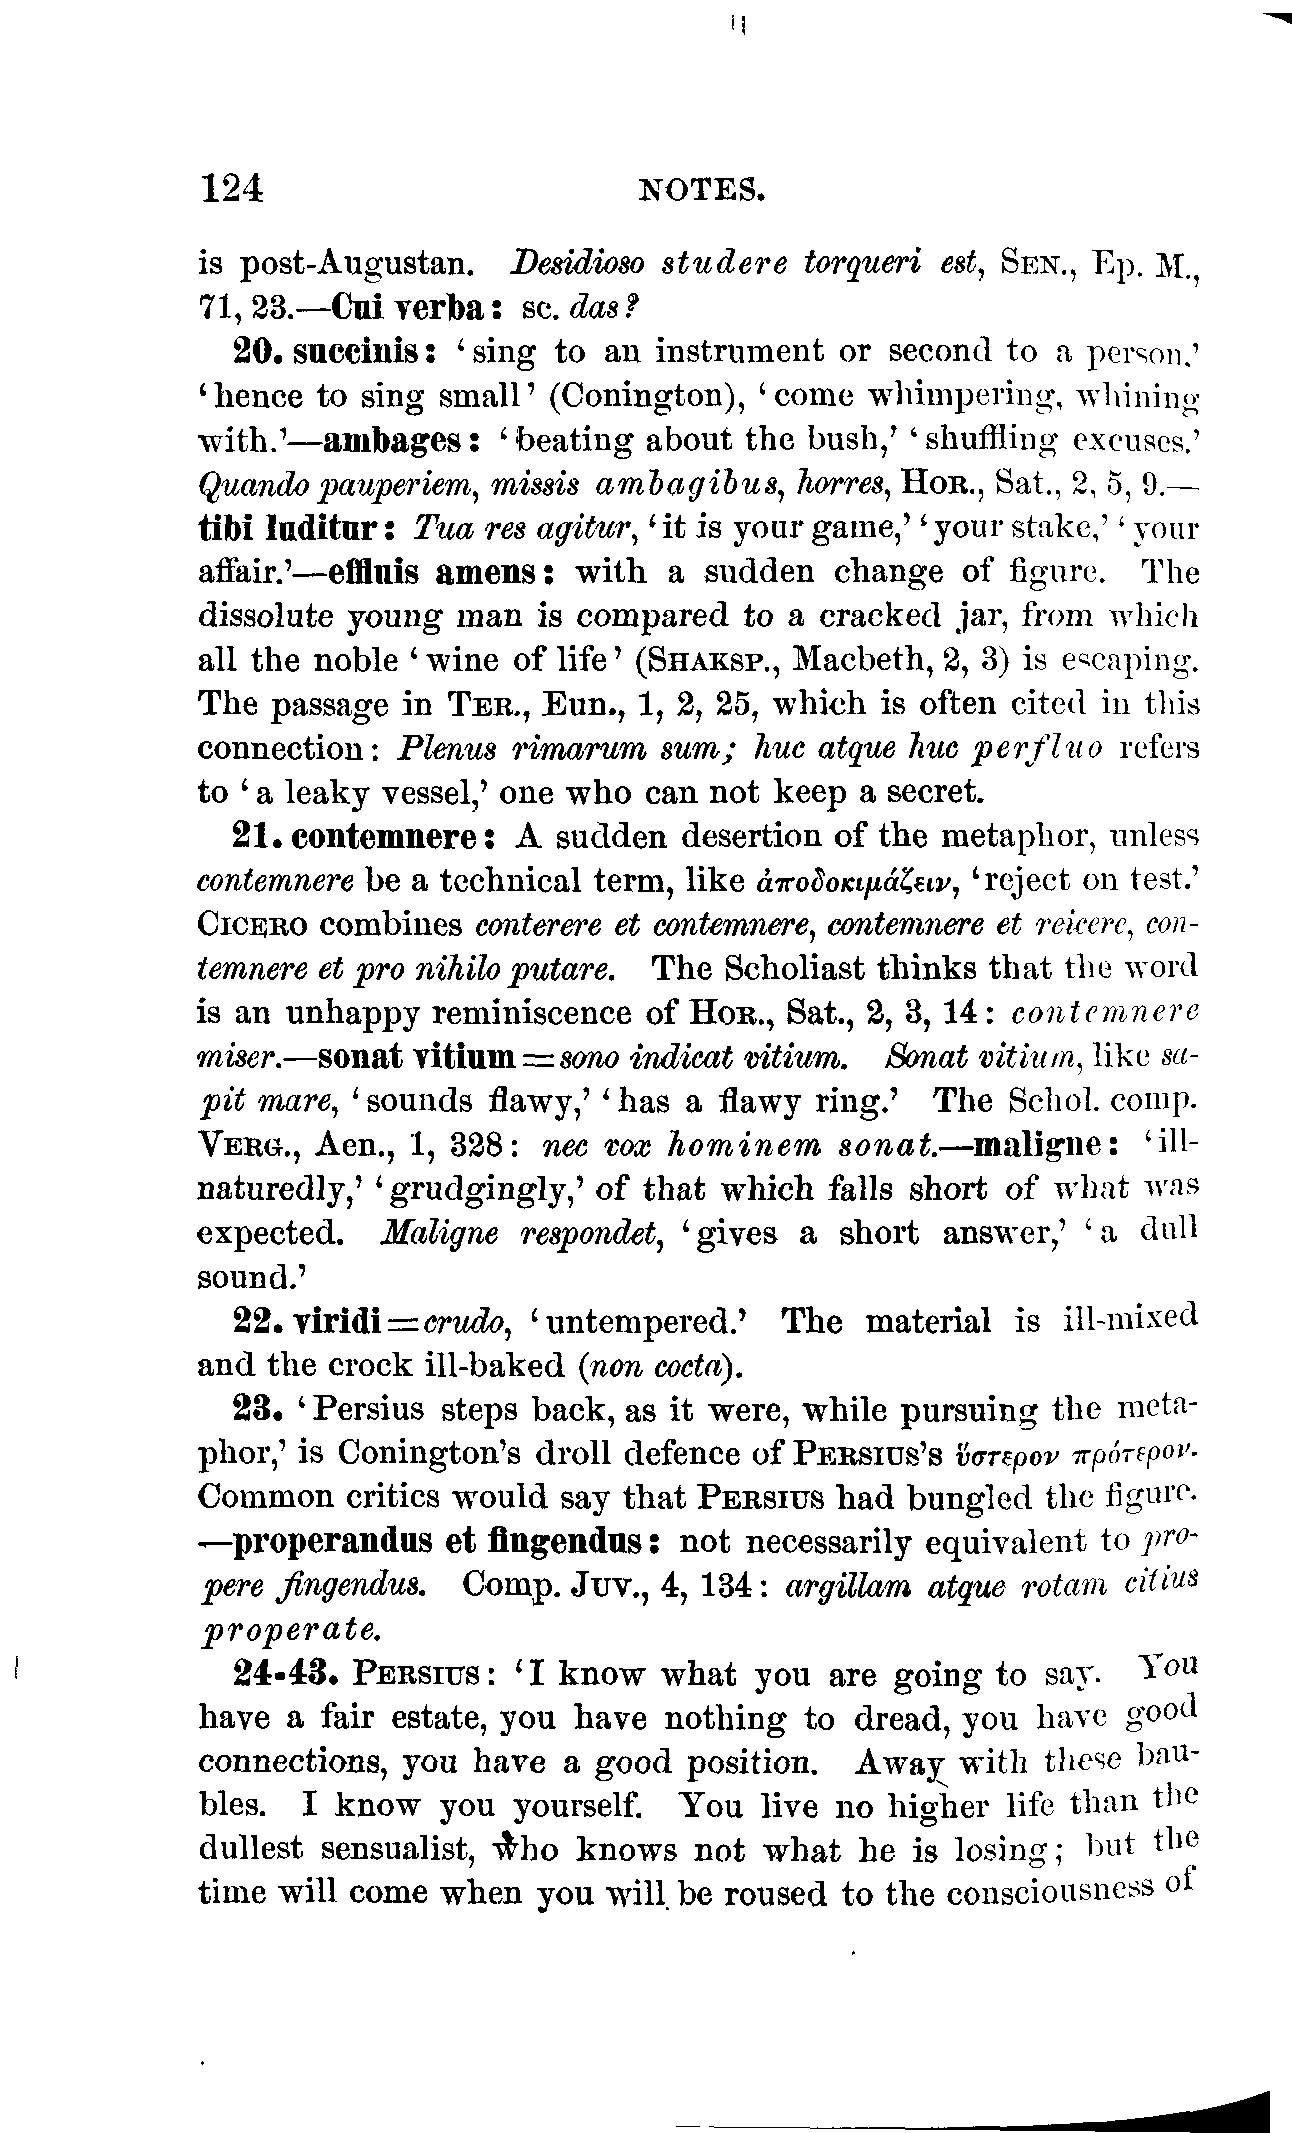 124 NOTES.
is post-Augustan. Desidioso studere torqueri est, SEN., Ep. M.,
71, 23.—Cui verba: sc. das?
20. succinis: ‘sing to an instrument or second to a person.’
‘hence to sing small’ (Conington), ‘come whimpering, whining
with.’—ambages: ‘beating about the bush,’ ‘shuffling excuses.’
Quando pauperiem, missis ambagibus, horres, HOR., Sat., 2, 5, 9.—
tibi luditur: Tua res agitur, ‘it is your game,’ ‘your stake,’ ‘your
affair.’—effluis amens: with a sudden change of figure. The
dissolute young man is compared to a cracked jar, from which
all the noble ‘wine of life’ (SHAKSP., Macbeth, 2, 3) is escaping.
The passage in TER., Eun., 1, 2, 25, which is often cited in this
connection: Plenus rimarum sum; huc atque huc perfluo refers
to ‘a leaky vessel,’ one who can not keep a secret.
21. contemnere: A sudden desertion of the metaphor, unless
contemnere be a technical term, like ἀποδοκιμάζειν, ‘reject on test.’
CICERO combines conterere et contemnere, contemnere et reicere, con-
temnere et pro nihilo putare. The Scholiast thinks that the word
is an unhappy reminiscence of HOR., Sat., 2, 3, 14: contemnere
miser.—sonat vitium = sono indicat vitium. Sonat vitium, like sa-
pit mare, ‘sounds flawy,’ ‘has a flawy ring.’ The Schol. comp.
VERG., Aen., 1, 328: nec vox hominem sonat.—maligne: ‘ill-
naturedly,’ ‘grudgingly,’ of that which falls short of what was
expected. Maligne respondet, ‘gives a short answer,’ ‘a dull
sound.’
22. viridi = crudo, ‘untempered.’ The material is ill-mixed
and the crock ill-baked (non cocta).
23. ‘Persius steps back, as it were, while pursuing the meta-
phor,’ is Conington’s droll defence of PERSIUS’s ὕστερον πρότερον.
Common critics would say that PERSIUS had bungled the figure.
—properandus et fingendus: not necessarily equivalent to pro-
pere fingendus. Comp. JUV., 4, 134: argillam atque rotam citius
properate.
24-43. PERSIUS: ‘I know what you are going to say. You
have a fair estate, you have nothing to dread, you have good
connections, you have a good position. Away with these bau-
bles. I know you yourself. You live no higher life than the
dullest sensualist, who knows not what he is losing; but the
time will come when you will be roused to the consciousness of